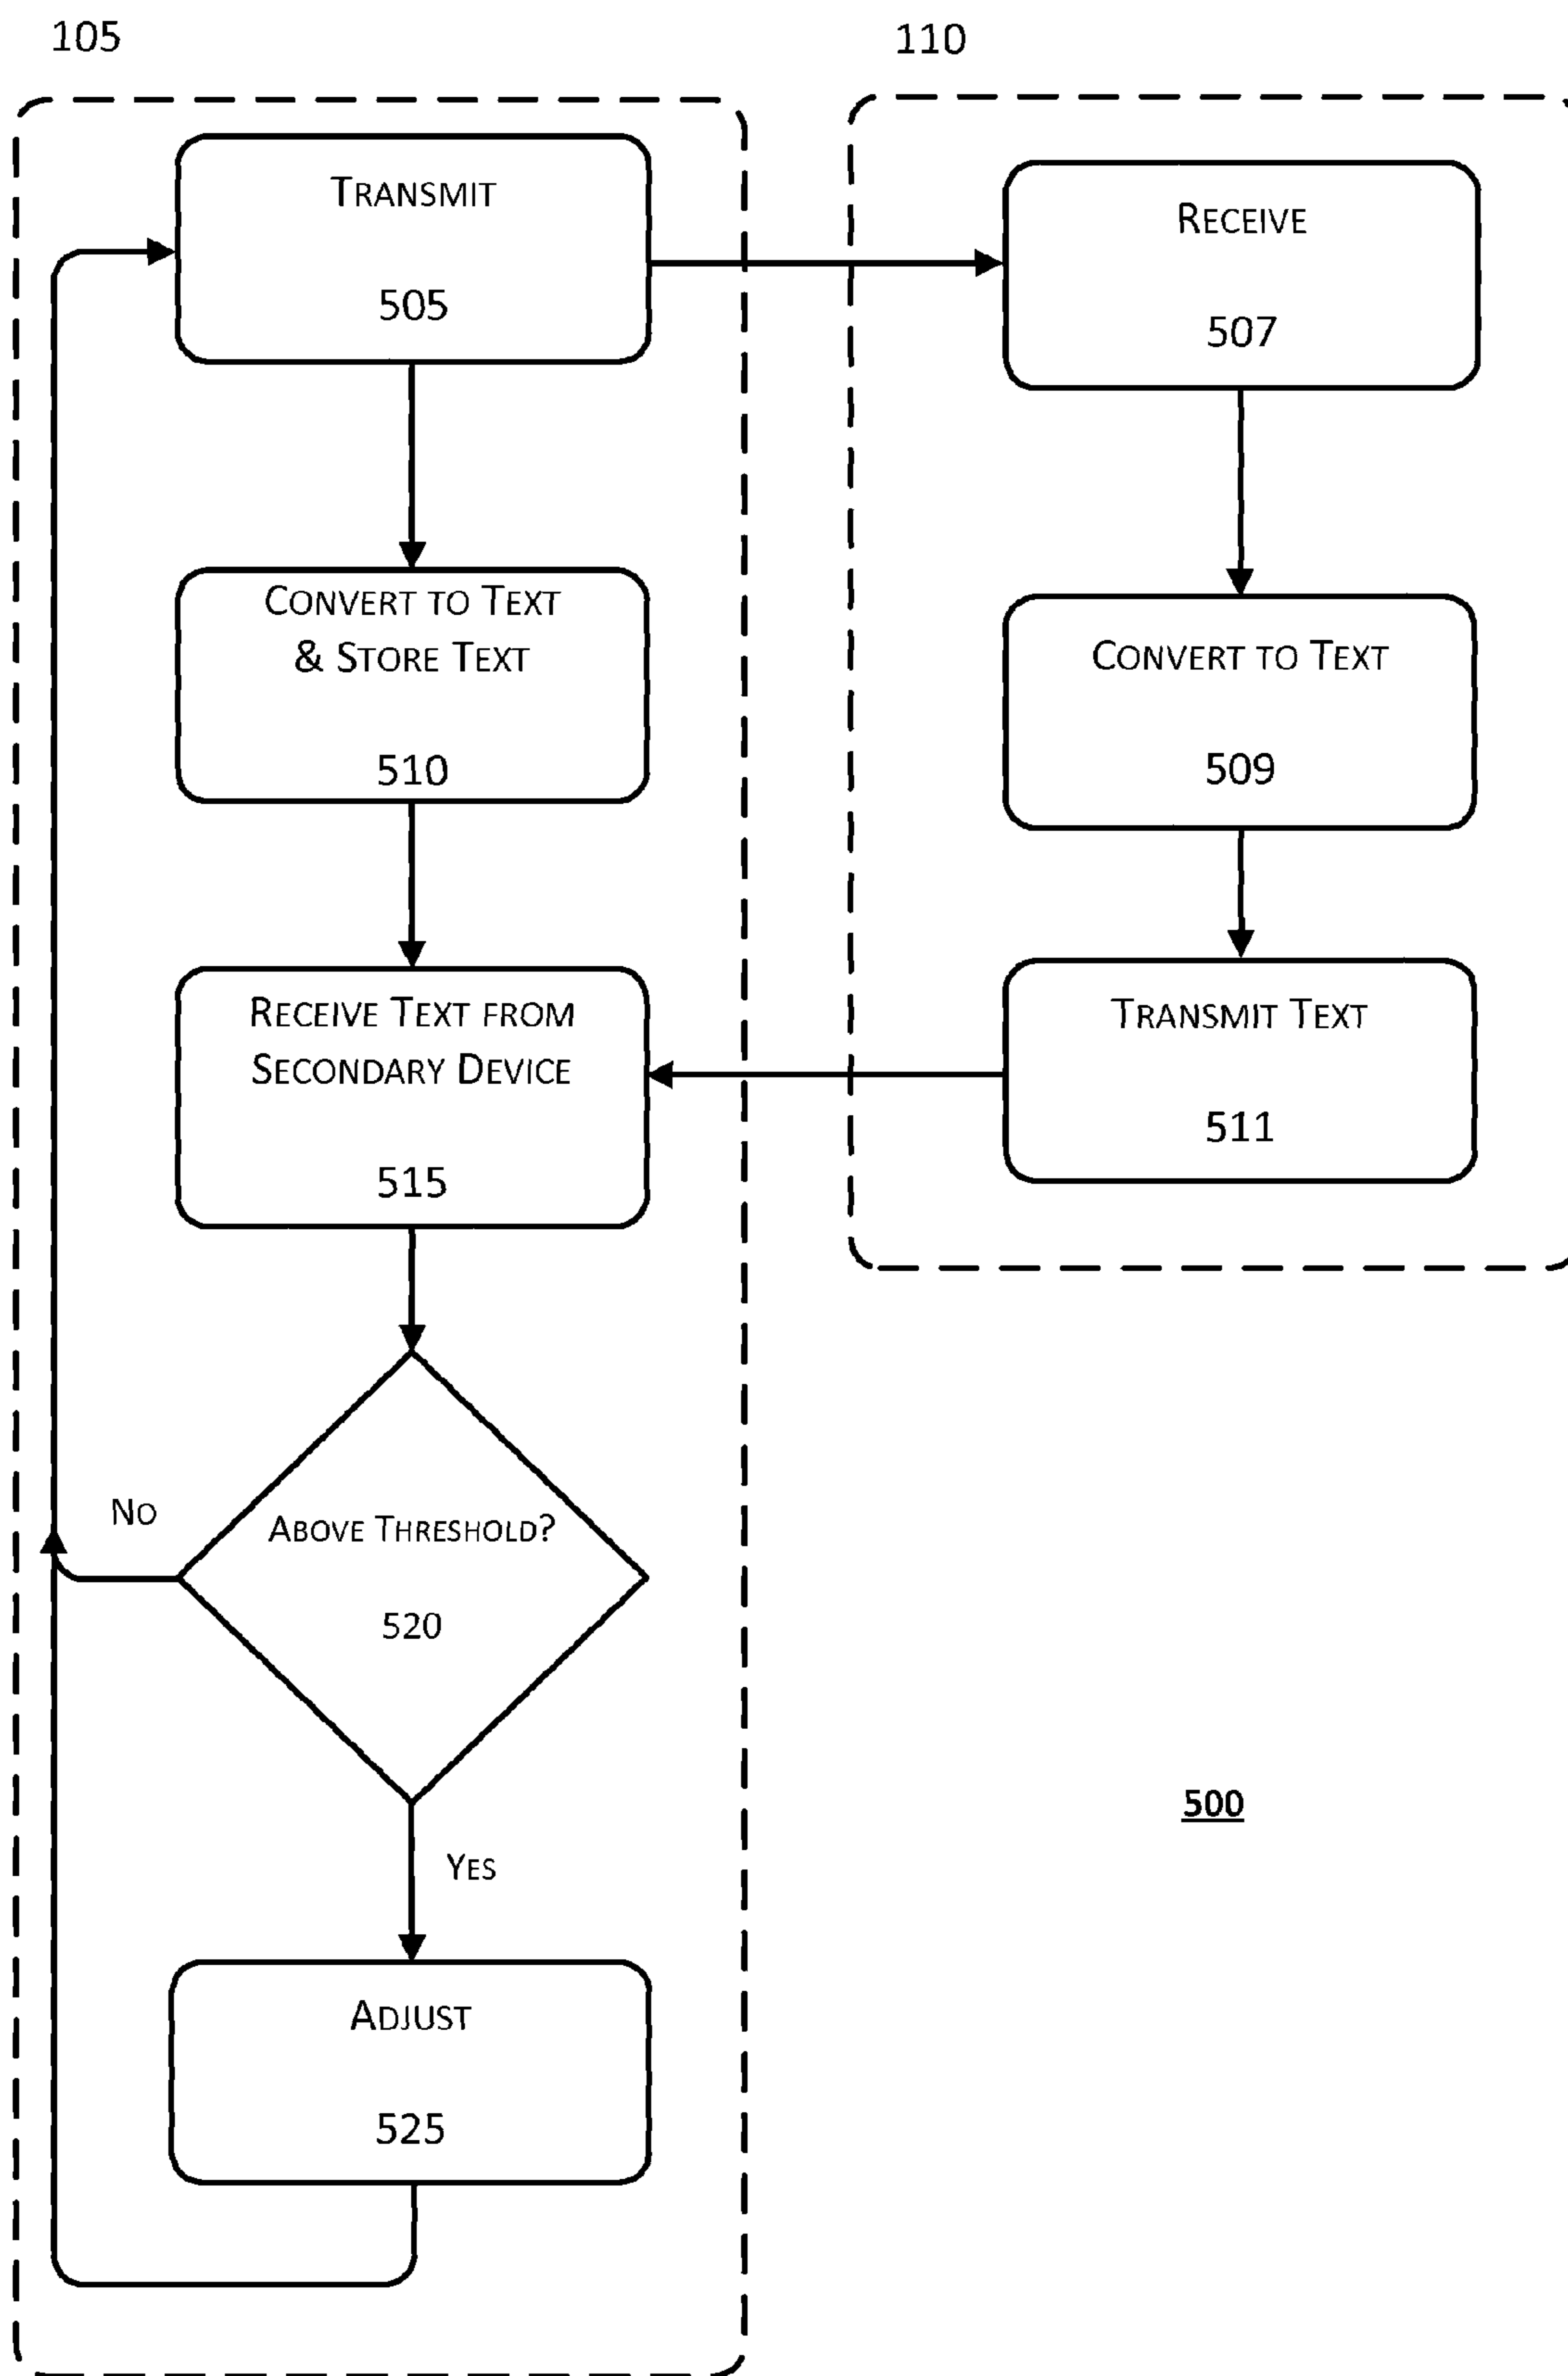 105
110
TRANSMIT
505
RECEIVE
507
CONVERT TO TEXT
& STORE TEXT
510
CONVERT TO TEXT
509
RECEIVE TEXT FROM
SECONDARY DEVICE
515
TRANSMIT TEXT
511
NO
ABOVE THRESHOLD?
520
YES
500
ADJUST
525